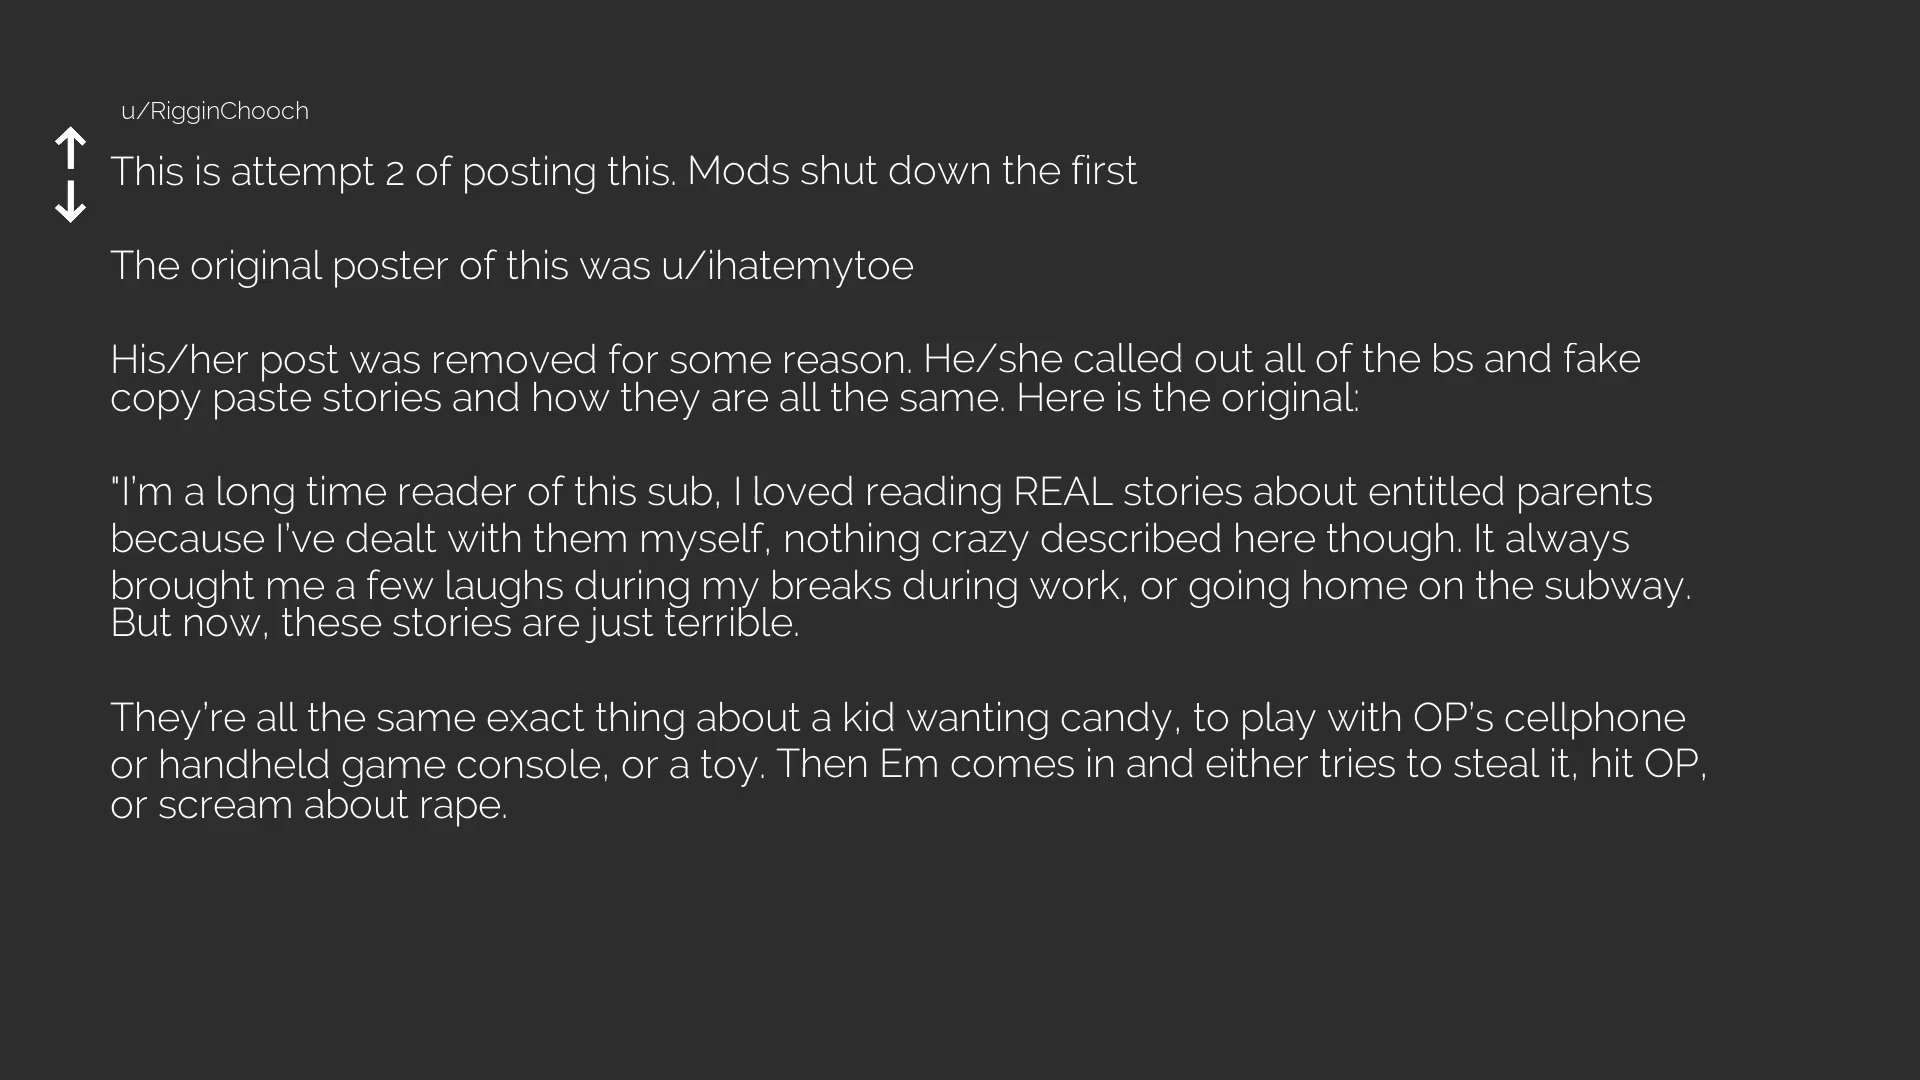 u/RigginChooch
This is attempt 2 of posting this. Mods shut down the first
The original poster of this was u/ihatemytoe
His/her post was removed for some reason. He/she called out all of the bs and fake
copy paste stories and how they are all the same. Here is the original:
"I'm a long time reader of this sub, I loved reading REAL stories about entitled parents
because I've dealt with them myself, nothing crazy described here though. It always
brought me a few laughs during my breaks during work, or going home on the subway.
But now, these stories are just terrible.
They're all the same exact thing about a kid wanting candy, to play with OP's cellphone
or handheld game console, or a toy. Then Em comes in and either tries to steal it, hit OP,
or scream about rape.